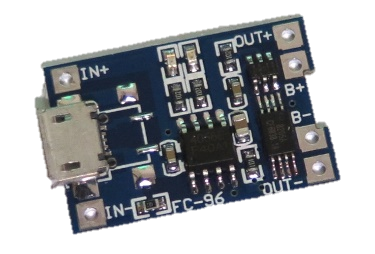 IN+
OUT+
B+
B-
IN-
FC-96
OUT-